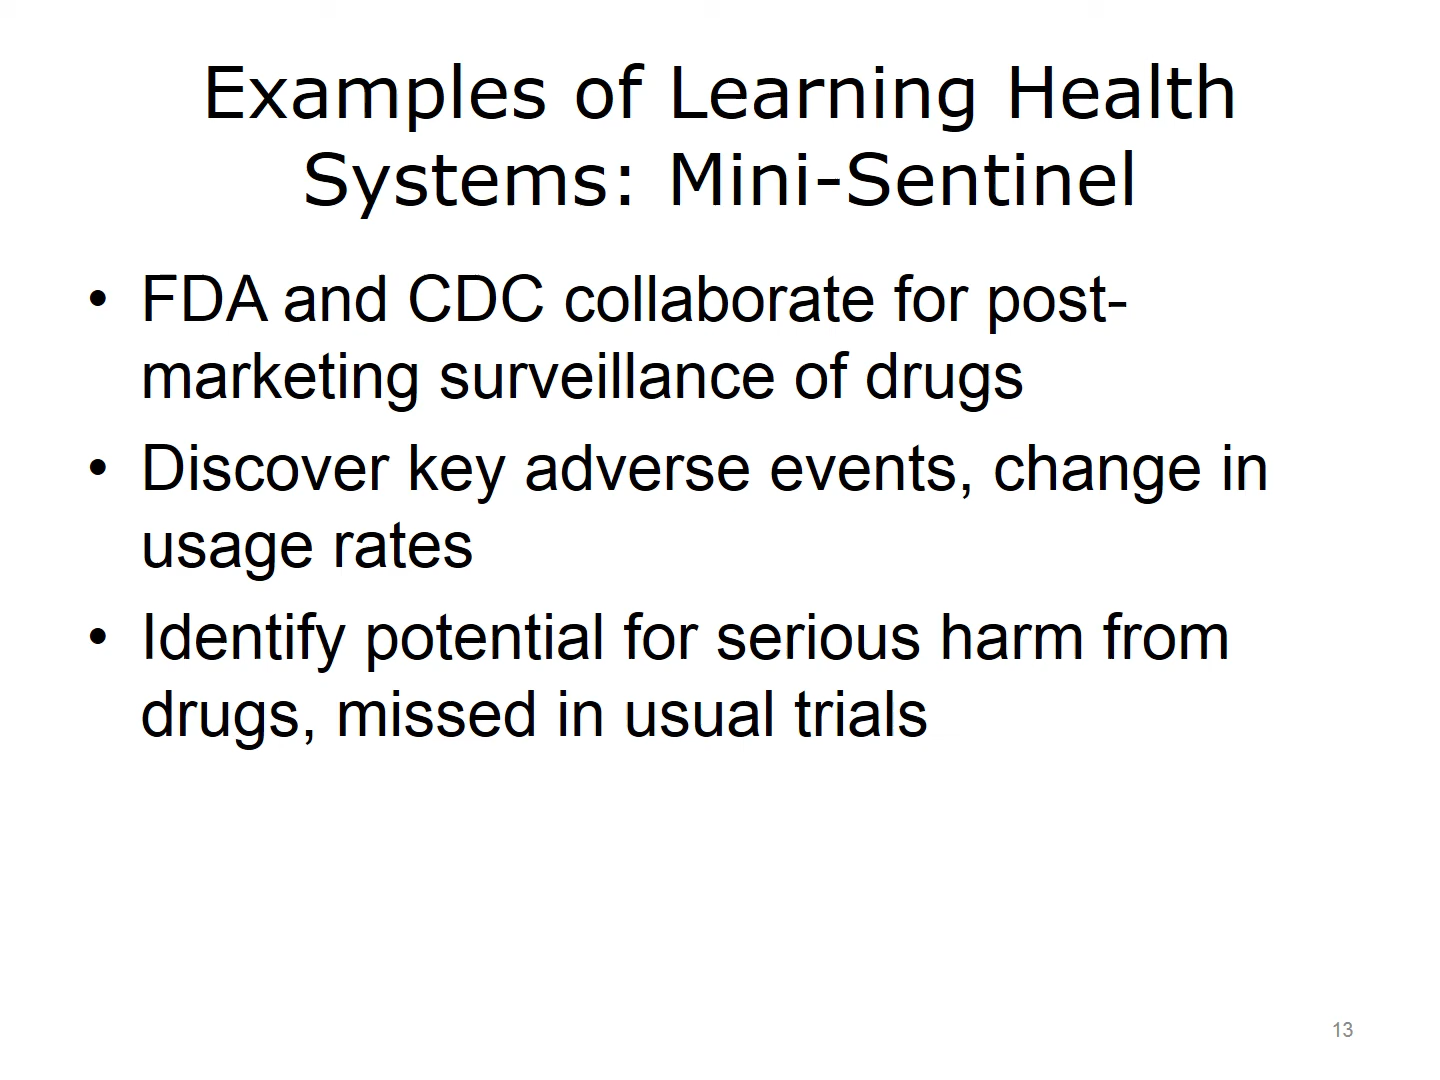 Examples of Learning Health
Systems: Mini-Sentinel
• FDA and CDC collaborate for post-
marketing surveillance of drugs
• Discover key adverse events, change in
usage rates
• Identify potential for serious harm from
drugs, missed in usual trials
13